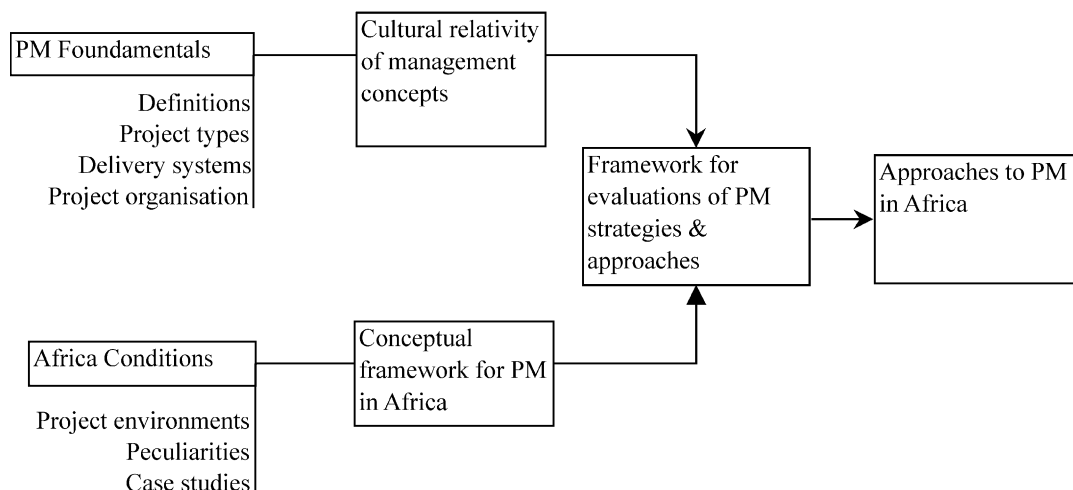 PM Foundamentals
Definitions
Project types
Delivery systems
Project organisation
Cultural relativity
of management
concepts
Framework for
evaluations of PM
strategies &
approaches
Approaches to PM
in Africa
Africa Conditions
Project environments
Peculiarities
Case studies
Conceptual
framework for PM
in Africa